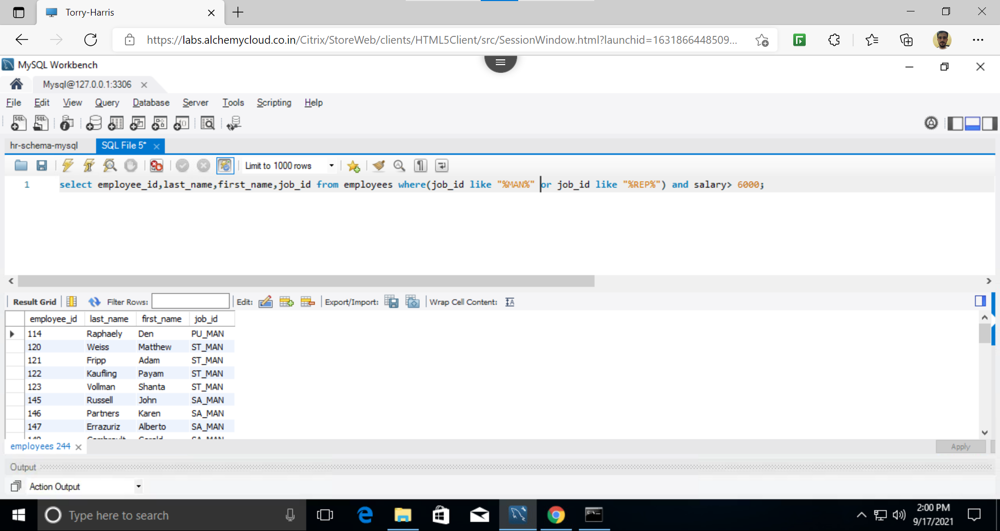 Torry-Harris
https://labs.alchemycloud.co.in/Citrix/StoreWeb/clients/HTML5Client/src/SessionWindow.html?launchid=1631866448509...
MySQL Workbench
Mysql@127.0.0.1:3306
File Edit View Query Database Server Tools Scripting Help
hr-schema-mysql SQL File 5*
Limit to 1000 rows
1 select employee_id,last_name,first_name,job_id from employees where(job_id like "%MAN%" or job_id like "%REP%") and salary> 6000;
Result Grid Filter Rows: Edit: Export/Import: Wrap Cell Content:
employee_id last_name first_name job_id
114 Raphaely Den PU_MAN
120 Weiss Matthew ST_MAN
121 Fripp Adam ST_MAN
122 Kaufling Payam ST_MAN
123 Vollman Shanta ST_MAN
145 Russell John SA_MAN
146 Partners Karen SA_MAN
147 Errazuriz Alberto SA_MAN
employees 244 Apply
Output
Action Output
Type here to search
2:00 PM
9/17/2021